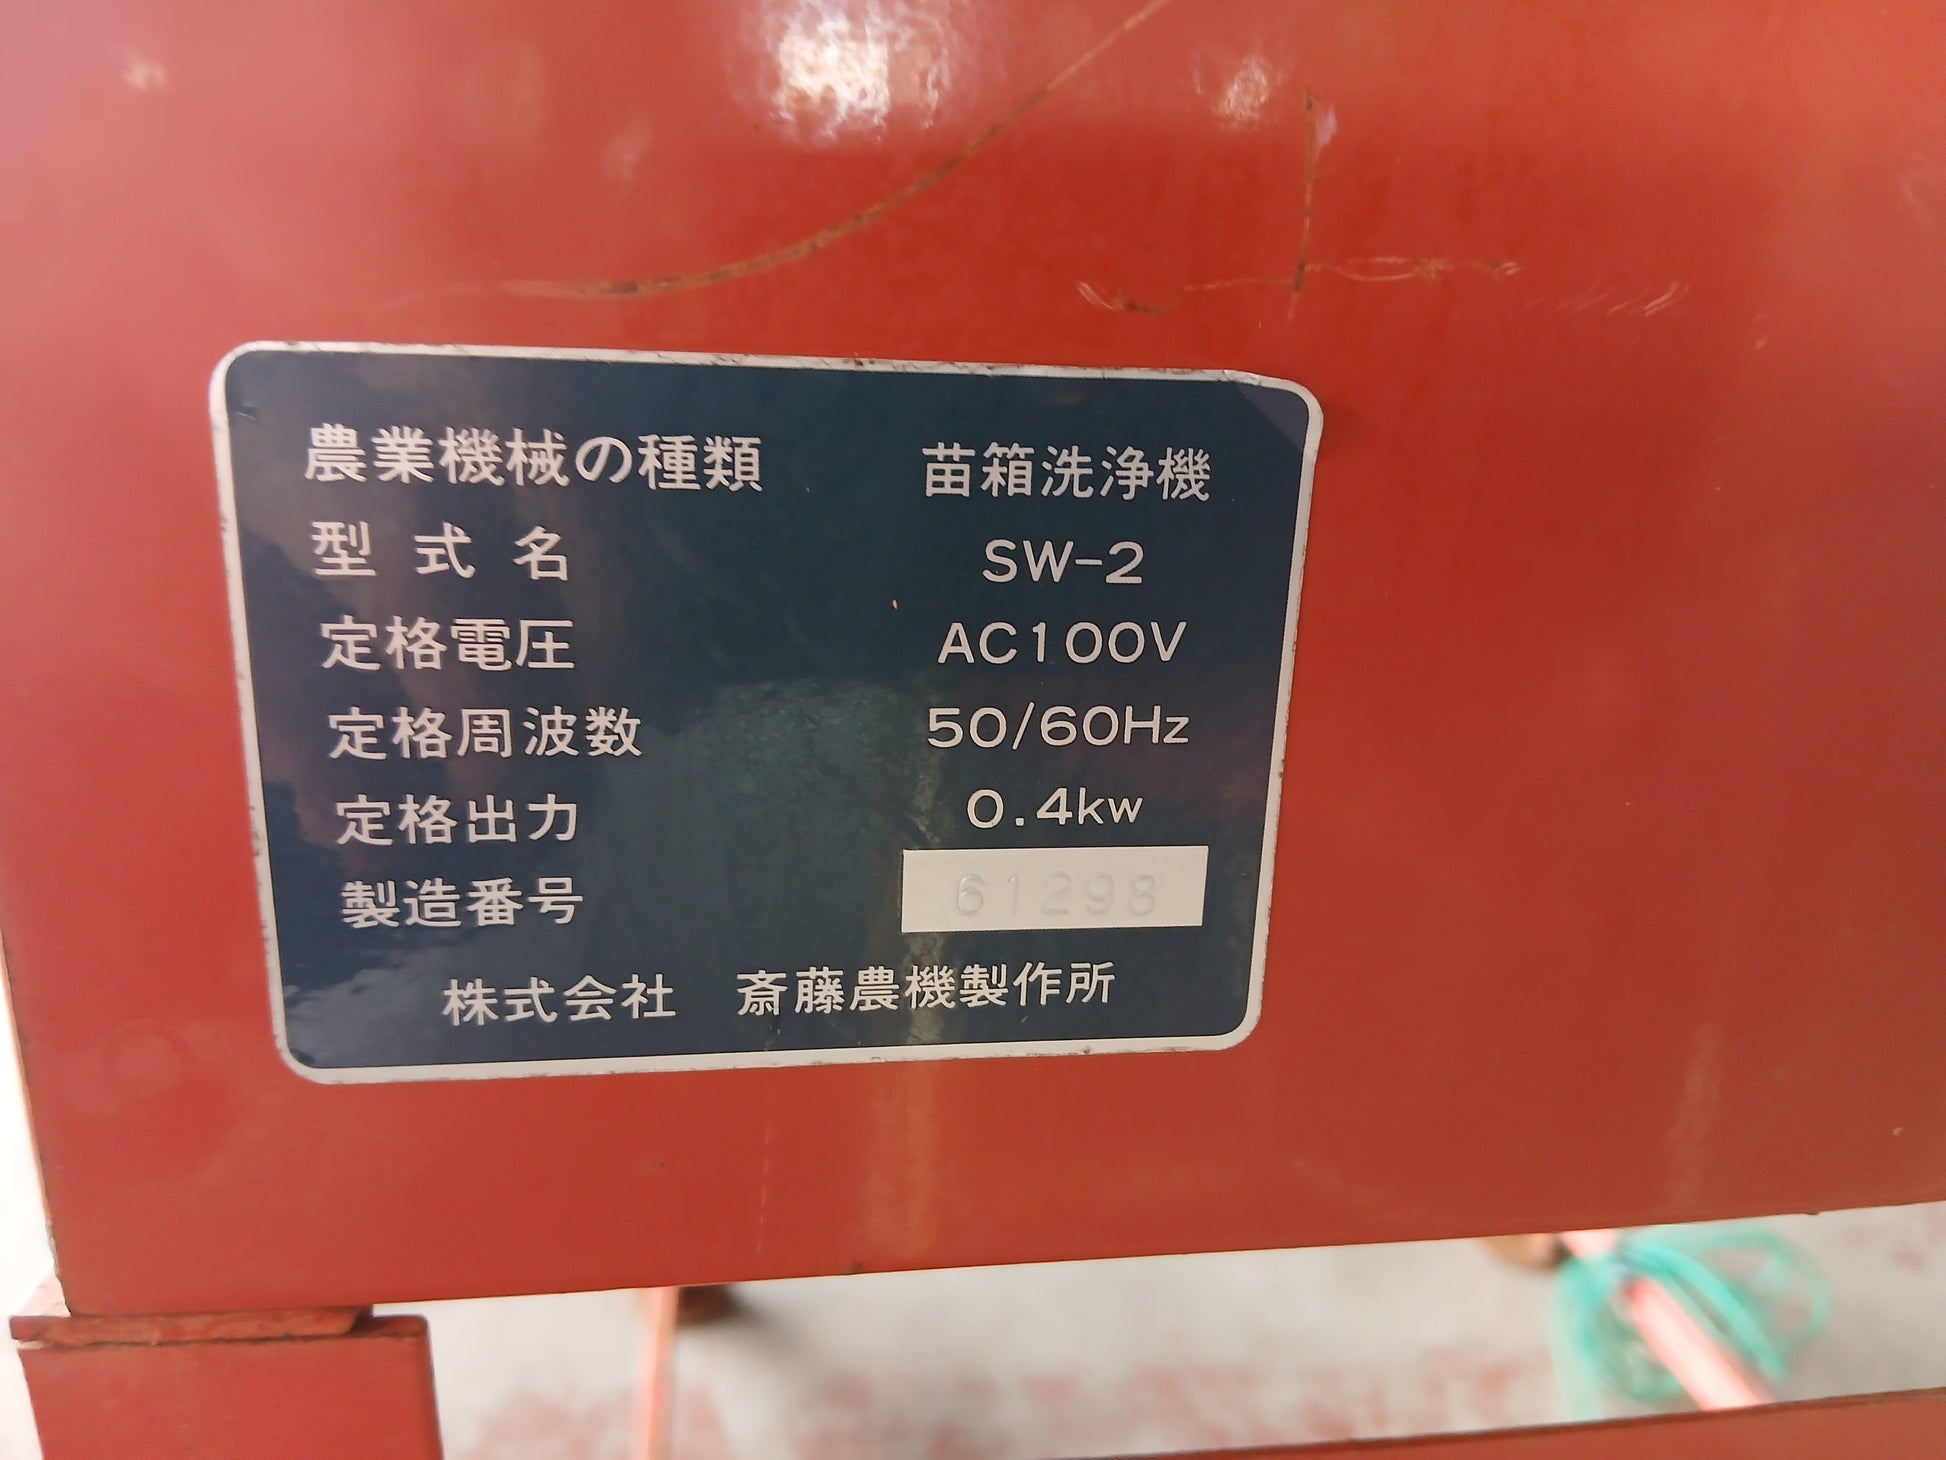 農業機械の種類 苗箱洗浄機
型式名 SW-2
定格電圧 AC100V
定格周波数 50/60Hz
定格出力 0.4kw
製造番号 61298
株式会社 斎藤農機製作所